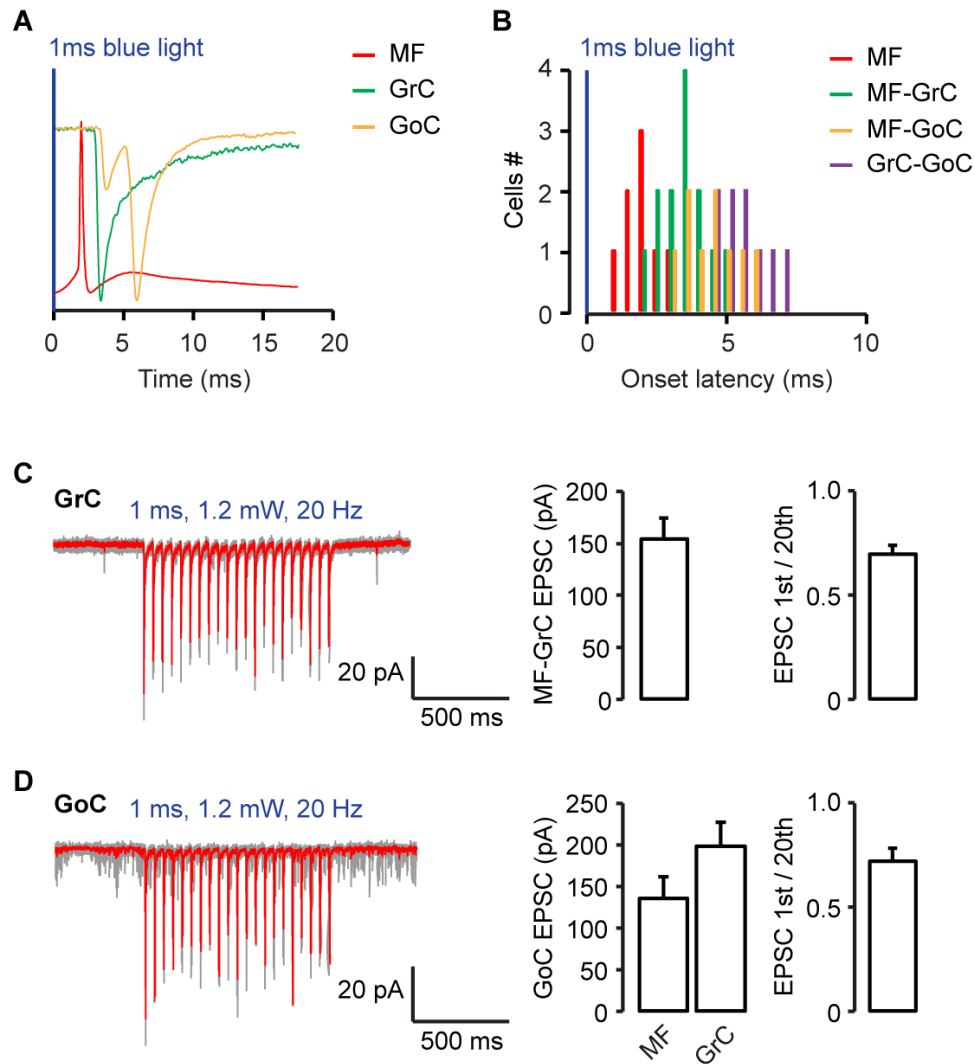 A
1ms blue light
MF
GrC
GoC
0
5
10
15
20
Time (ms)
B
1ms blue light
MF
MF-GrC
MF-GoC
GrC-GoC
Cells #
4
3
2
1
0
0
5
10
Onset latency (ms)
C
GrC
1 ms, 1.2 mW, 20 Hz
20 pA
500 ms
MF-GrC EPSC (pA)
200
150
100
50
0
EPSC 1st / 20th
1.0
0.5
0
D
GoC
1 ms, 1.2 mW, 20 Hz
20 pA
500 ms
GoC EPSC (pA)
250
200
150
100
50
0
MF
GrC
EPSC 1st / 20th
1.0
0.5
0